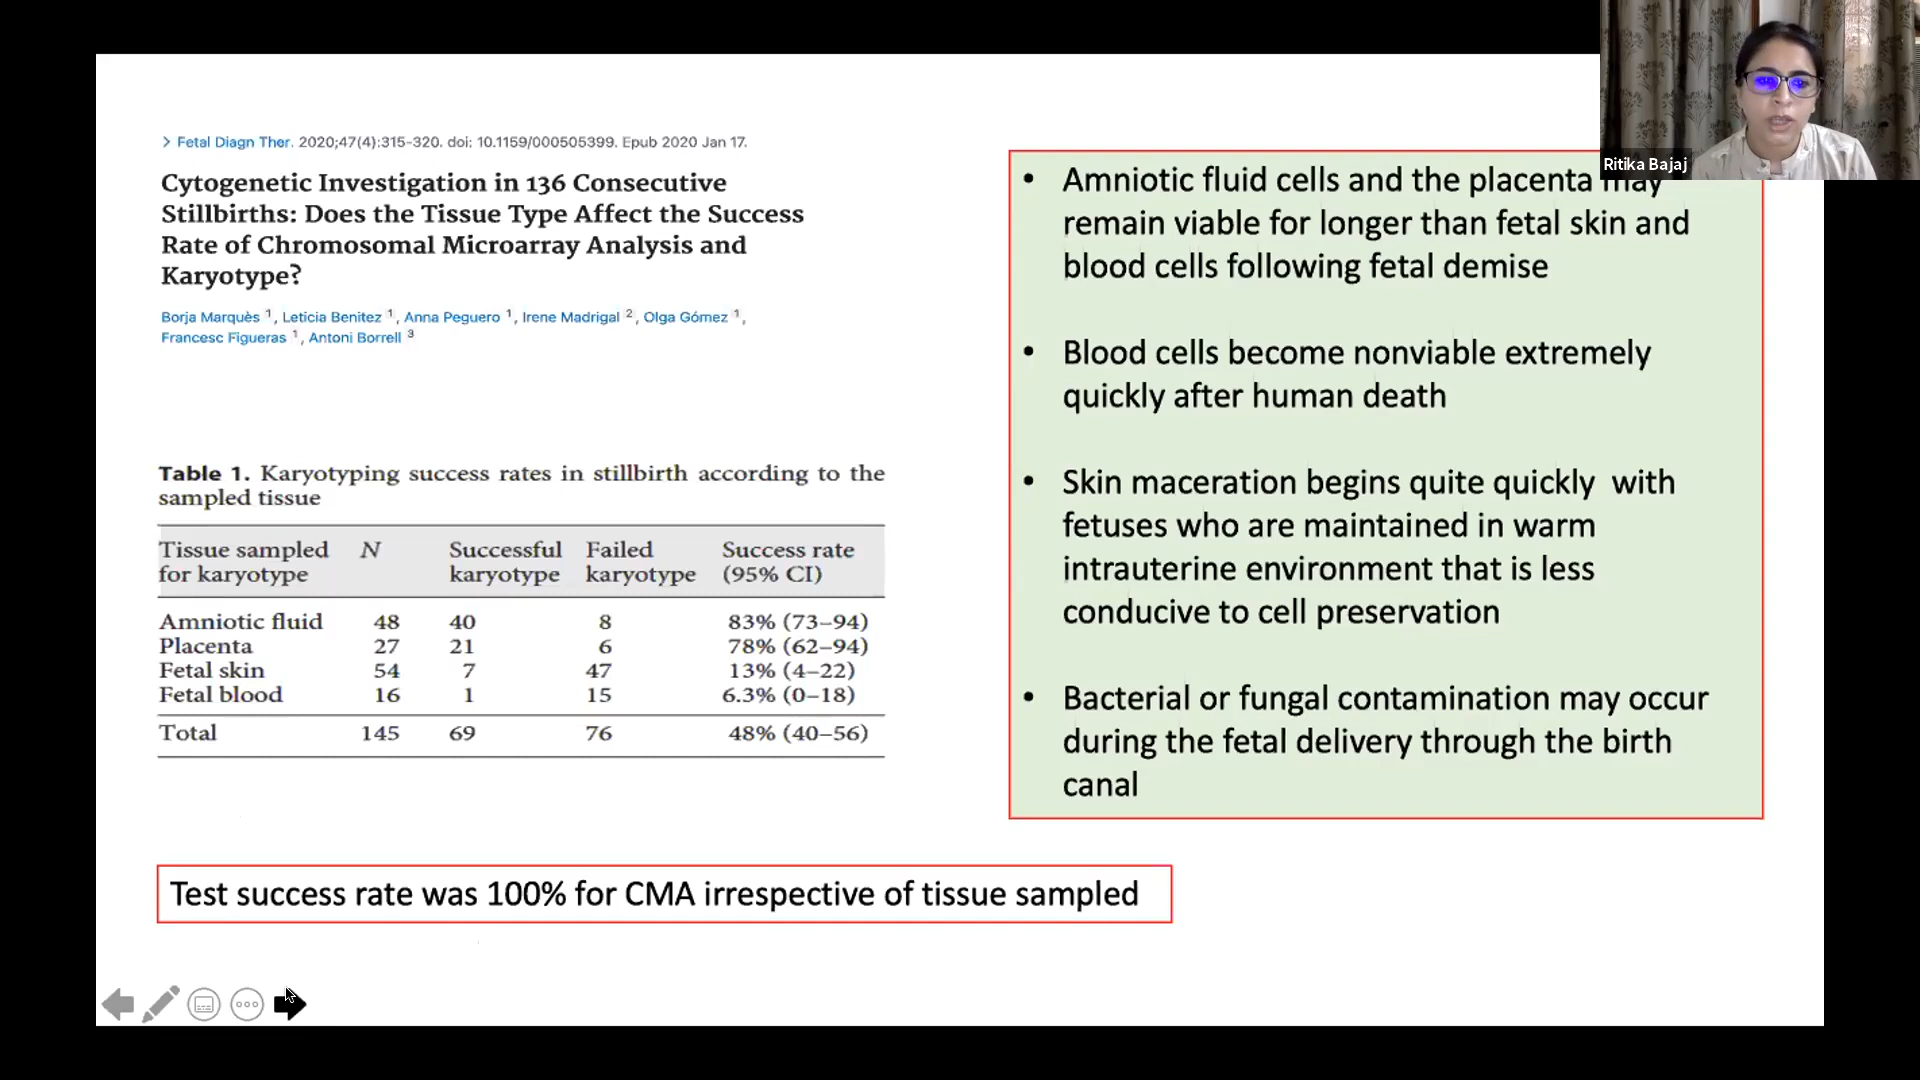 > Fetal Diagn Ther. 2020;47(4):315-320. doi: 10.1159/000505399. Epub 2020 Jan 17.
Cytogenetic Investigation in 136 Consecutive
Stillbirths: Does the Tissue Type Affect the Success
Rate of Chromosomal Microarray Analysis and
Karyotype?
Borja Marquès 1, Leticia Benitez 1, Anna Peguero 1, Irene Madrigal 2, Olga Gómez 1,
Francesc Figueras 1, Antoni Borrell 3
Table 1. Karyotyping success rates in stillbirth according to the
sampled tissue
Tissue sampled N Successful Failed Success rate
for karyotype karyotype karyotype (95% CI)
Amniotic fluid 48 40 8 83% (73–94)
Placenta 27 21 6 78% (62–94)
Fetal skin 54 7 47 13% (4–22)
Fetal blood 16 1 15 6.3% (0–18)
Total 145 69 76 48% (40–56)
Test success rate was 100% for CMA irrespective of tissue sampled
• Amniotic fluid cells and the placenta may
remain viable for longer than fetal skin and
blood cells following fetal demise
• Blood cells become nonviable extremely
quickly after human death
• Skin maceration begins quite quickly with
fetuses who are maintained in warm
intrauterine environment that is less
conducive to cell preservation
• Bacterial or fungal contamination may occur
during the fetal delivery through the birth
canal
Ritika Bajaj